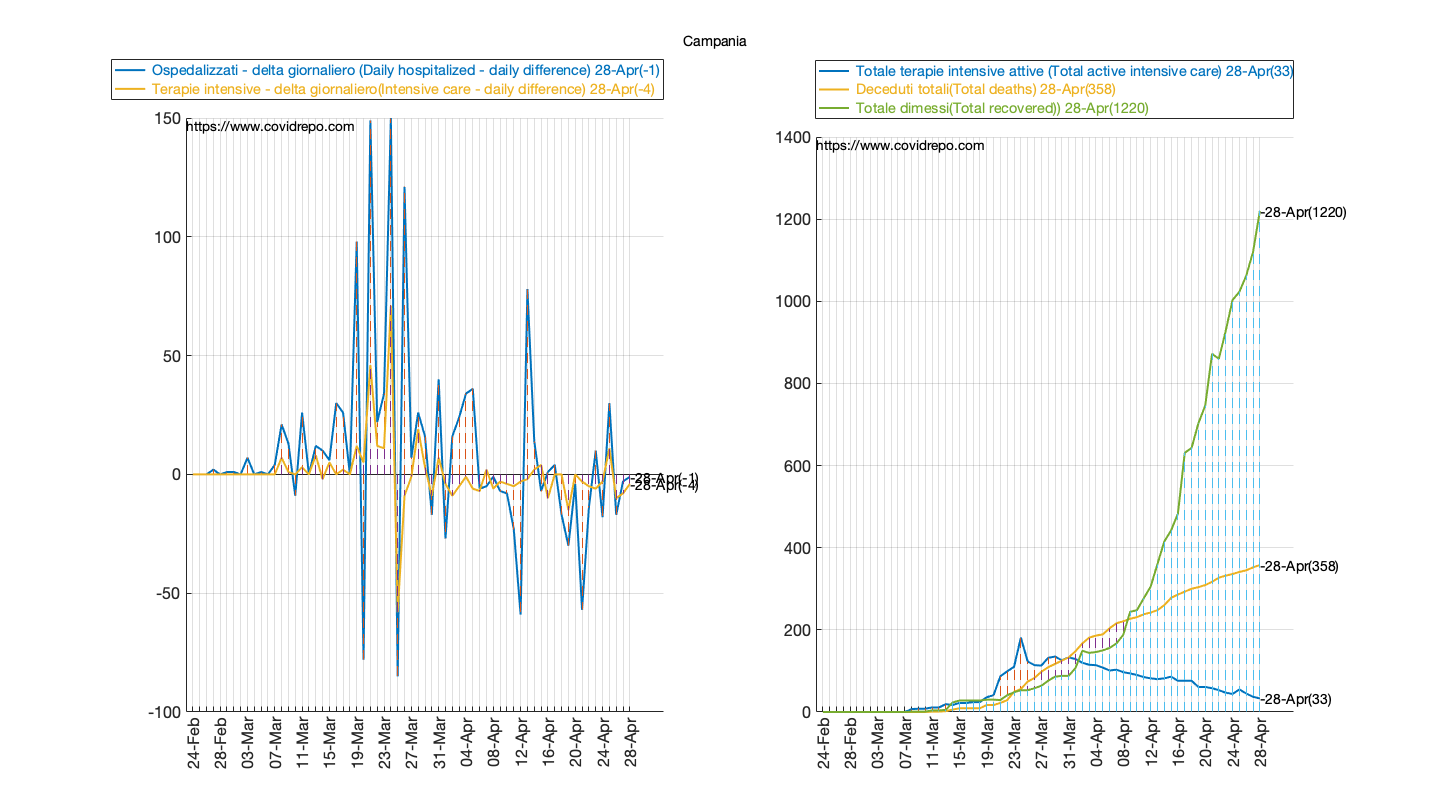 Campania
Ospedalizzati - delta giornaliero (Daily hospitalized - daily difference) 28-Apr(-1)
Terapie intensive - delta giornaliero(Intensive care - daily difference) 28-Apr(-4)
https://www.covidrepo.com
150
100
50
0
-50
-100
-28-Apr(-1)
-28-Apr(-4)
24-Feb
28-Feb
03-Mar
07-Mar
11-Mar
15-Mar
19-Mar
23-Mar
27-Mar
31-Mar
04-Apr
08-Apr
12-Apr
16-Apr
20-Apr
24-Apr
28-Apr
Totale terapie intensive attive (Total active intensive care) 28-Apr(33)
Deceduti totali(Total deaths) 28-Apr(358)
Totale dimessi(Total recovered)) 28-Apr(1220)
https://www.covidrepo.com
1400
1200
1000
800
600
400
200
0
-28-Apr(1220)
-28-Apr(358)
-28-Apr(33)
24-Feb
28-Feb
03-Mar
07-Mar
11-Mar
15-Mar
19-Mar
23-Mar
27-Mar
31-Mar
04-Apr
08-Apr
12-Apr
16-Apr
20-Apr
24-Apr
28-Apr